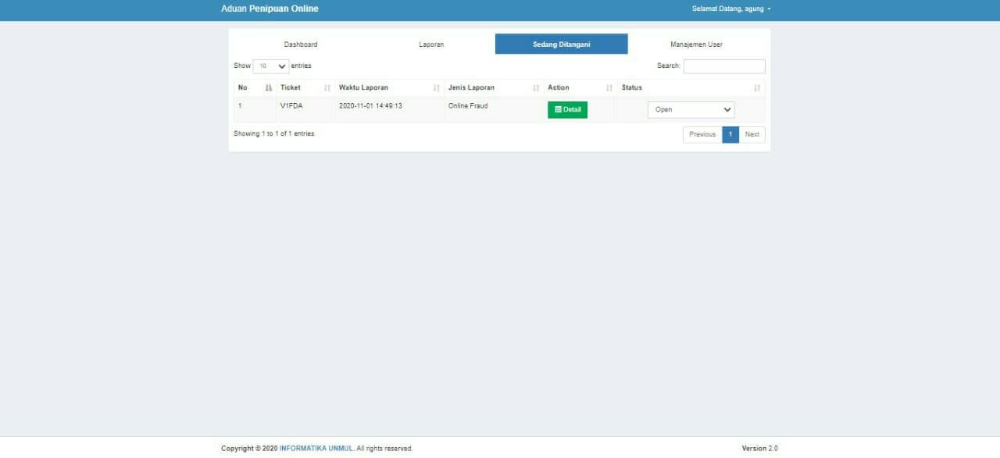 Aduan Penipuan Online
Selamat Datang, agung
Dashboard Laporan Sedang Ditangani Manajemen User
Show 10 entries Search:
No Ticket Waktu Laporan Jenis Laporan Action Status
1 V1FDA 2020-11-01 14:49:13 Online Fraud Detail Open
Showing 1 to 1 of 1 entries Previous 1 Next
Copyright © 2020 INFORMATIKA UNMUL. All rights reserved. Version 2.0